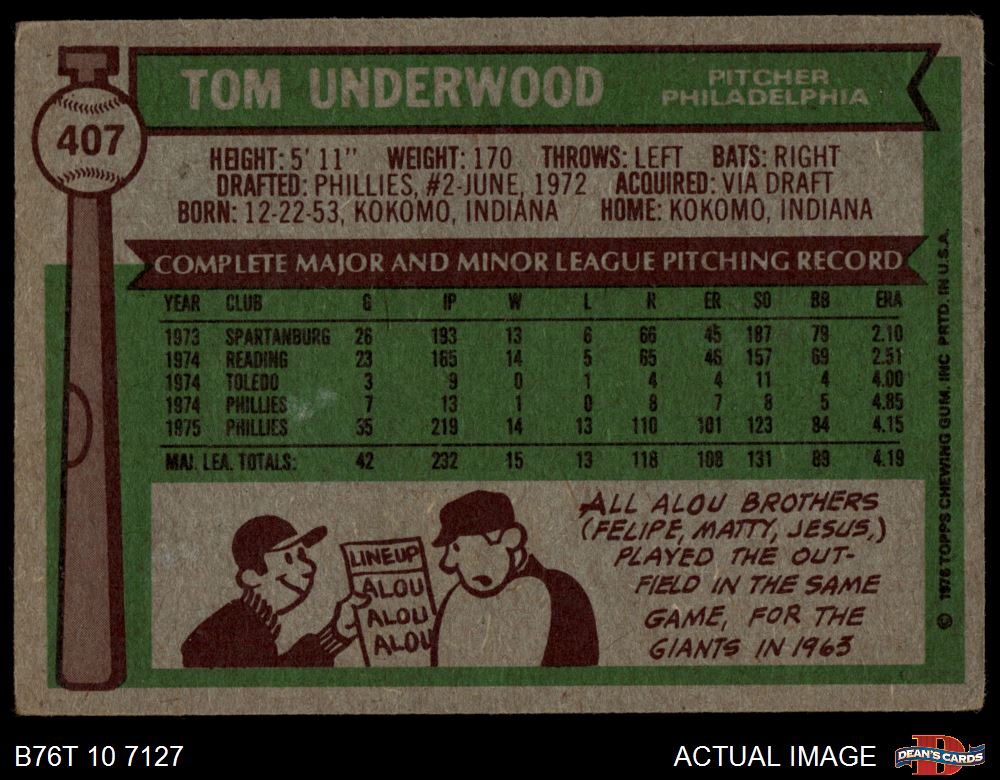 TOM UNDERWOOD
PITCHER
PHILADELPHIA
407
HEIGHT: 5' 11" WEIGHT: 170 THROWS: LEFT BATS: RIGHT
DRAFTED: PHILLIES, #2-JUNE, 1972 ACQUIRED: VIA DRAFT
BORN: 12-22-53, KOKOMO, INDIANA HOME: KOKOMO, INDIANA
COMPLETE MAJOR AND MINOR LEAGUE PITCHING RECORD
YEAR CLUB G IP W L R ER SO BB ERA
1973 SPARTANBURG 26 193 13 6 66 45 187 79 2.10
1974 READING 23 165 14 5 65 46 157 69 2.51
1974 TOLEDO 3 9 0 1 4 4 11 4 4.00
1974 PHILLIES 7 13 1 0 8 7 8 5 4.85
1975 PHILLIES 35 219 14 13 110 101 123 84 4.15
MAJ. LEA. TOTALS: 42 232 15 13 118 108 131 89 4.19
LINEUP
ALOU
ALOU
ALOU
ALL ALOU BROTHERS
(FELIPE, MATTY, JESUS,)
PLAYED THE OUT-
FIELD IN THE SAME
GAME, FOR THE
GIANTS IN 1963
© 1976 TOPPS CHEWING GUM, INC PRTD. IN U.S.A.
B76T 10 7127
ACTUAL IMAGE
DEAN'S CARDS